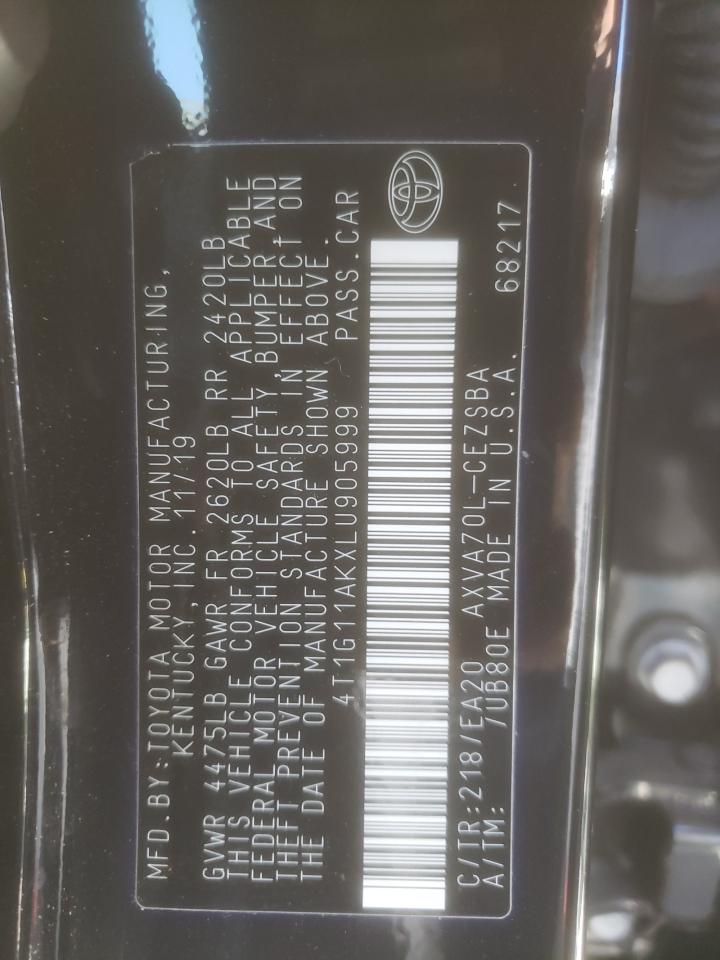 MFD.BY:TOYOTA MOTOR MANUFACTURING,
KENTUCKY, INC. 11/19
GVWR 4475LB GAWR FR 2620LB RR 2420LB
THIS VEHICLE CONFORMS TO ALL APPLICABLE
FEDERAL MOTOR VEHICLE SAFETY, BUMPER, AND
THEFT PREVENTION STANDARDS IN EFFECT ON
THE DATE OF MANUFACTURE SHOWN ABOVE.
4T1G11AKXLU905999 PASS.CAR
C/TR:218/EA20 AXVA70L-CEZSBA
A/TM: /UB80E MADE IN U.S.A. 68217